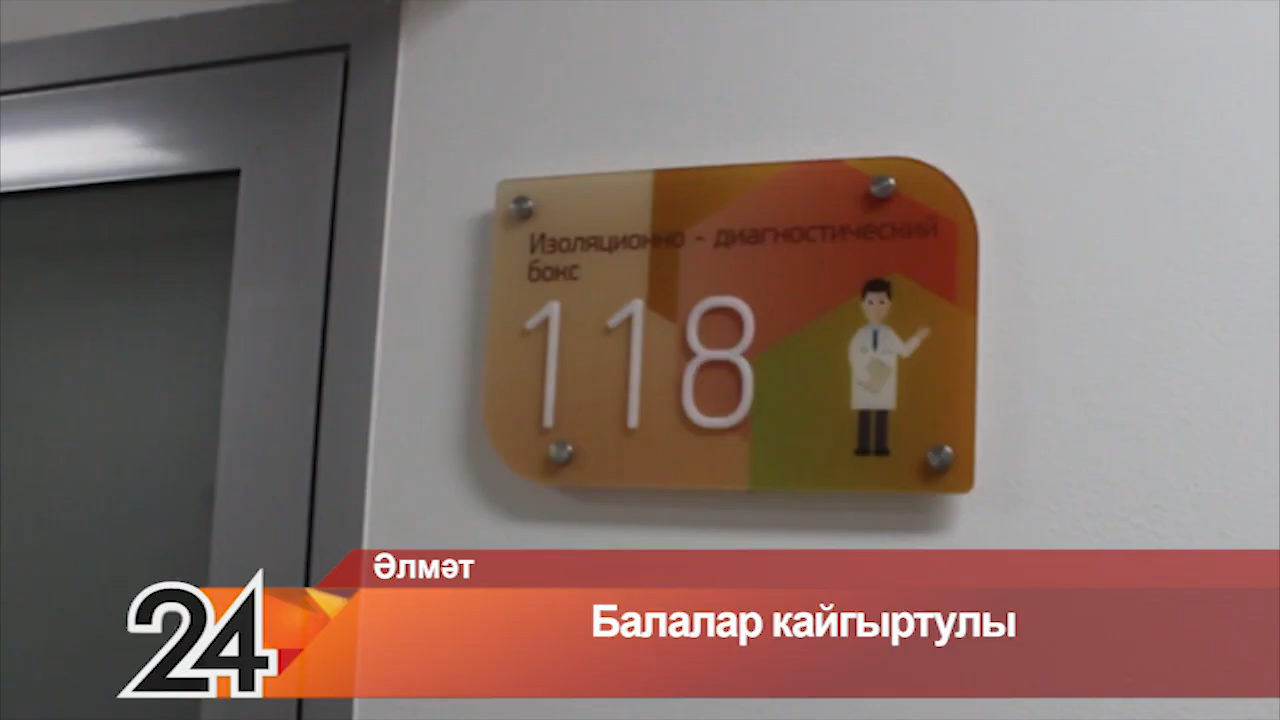 Изоляционно - диагностический
бокс
118
Әлмәт
Балалар кайгыртулы
24